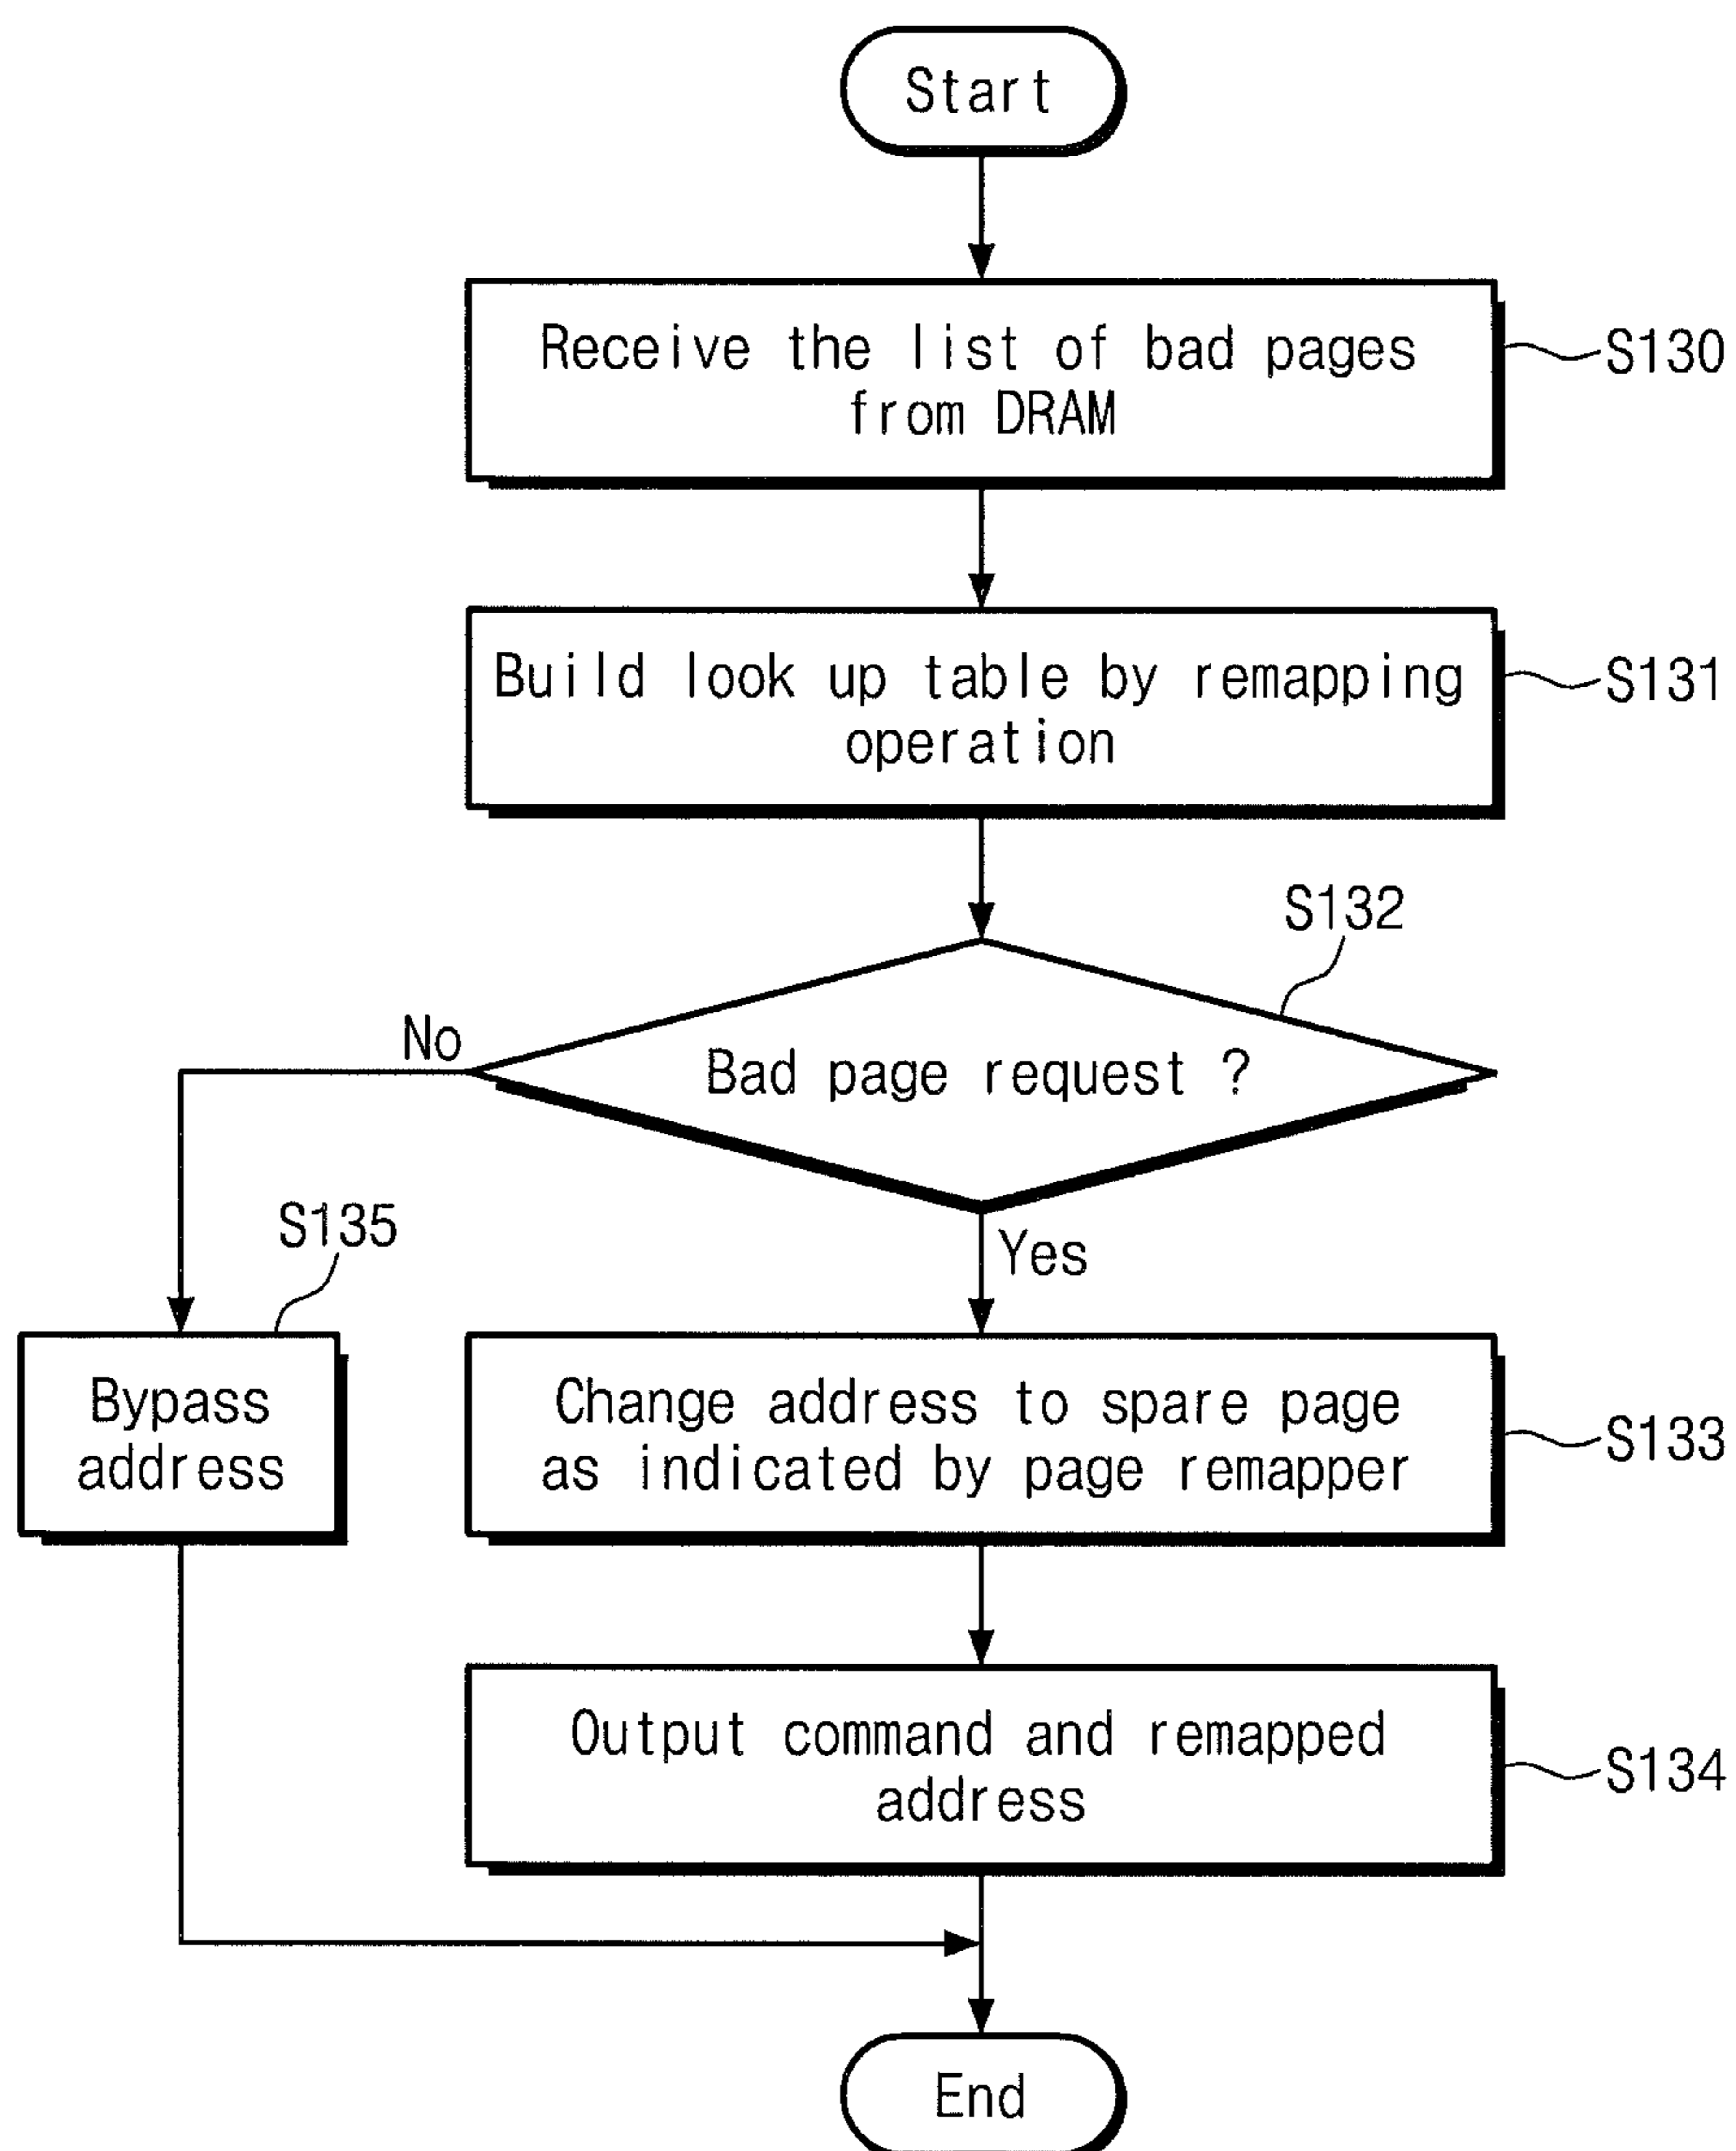 Start
Receive the list of bad pages
from DRAM
S130
Build look up table by remapping
operation
S131
S132
Bad page request ?
No
Yes
S135
Bypass
address
Change address to spare page
as indicated by page remapper
S133
Output command and remapped
address
S134
End